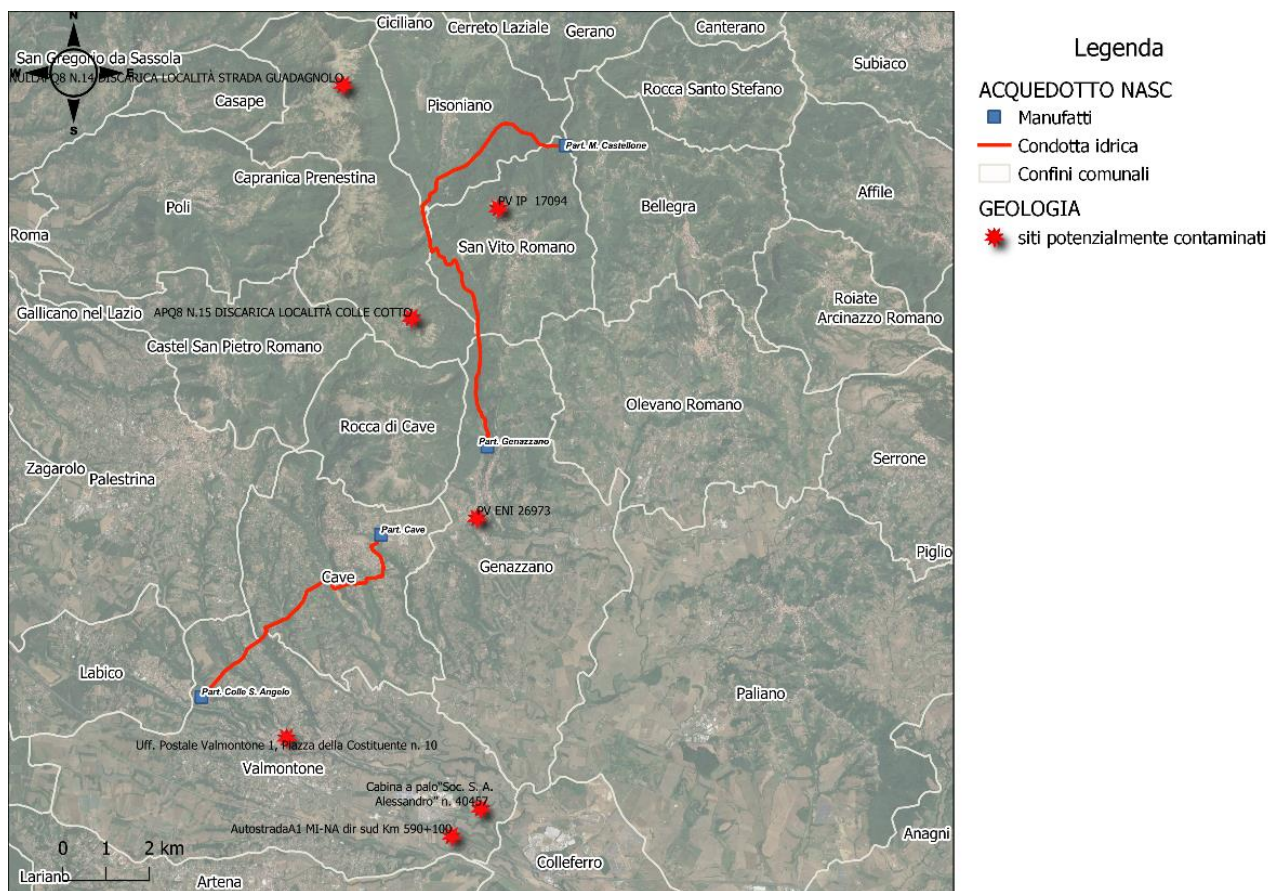 N
W
E
S
Ciciliano
Cerreto Laziale
Gerano
Canterano
San Gregorio da Sassola
Subiaco
NULLAPQ8 N.14 DISCARICA LOCALITÀ STRADA GUADAGNOLO
Casape
Pisoniano
Rocca Santo Stefano
Part. M. Castellone
Capranica Prenestina
Affile
Poli
PV IP 17094
Bellegra
Roma
San Vito Romano
Gallicano nel Lazio
APQ8 N.15 DISCARICA LOCALITÀ COLLE COTTO
Roiate
Arcinazzo Romano
Castel San Pietro Romano
Olevano Romano
Rocca di Cave
Part. Genazzano
Zagarolo
Palestrina
Serrone
PV ENI 26973
Part. Cave
Piglio
Genazzano
Cave
Labico
Part. Colle S. Angelo
Paliano
Uff. Postale Valmontone 1, Piazza della Costituente n. 10
Valmontone
Cabina a palo"Soc. S. A.
Alessandro" n. 40457
AutostradaA1 MI-NA dir sud Km 590+100
Anagni
0 1 2 km
Colleferro
Lariano
Artena
Legenda
ACQUEDOTTO NASC
Manufatti
Condotta idrica
Confini comunali
GEOLOGIA
siti potenzialmente contaminati